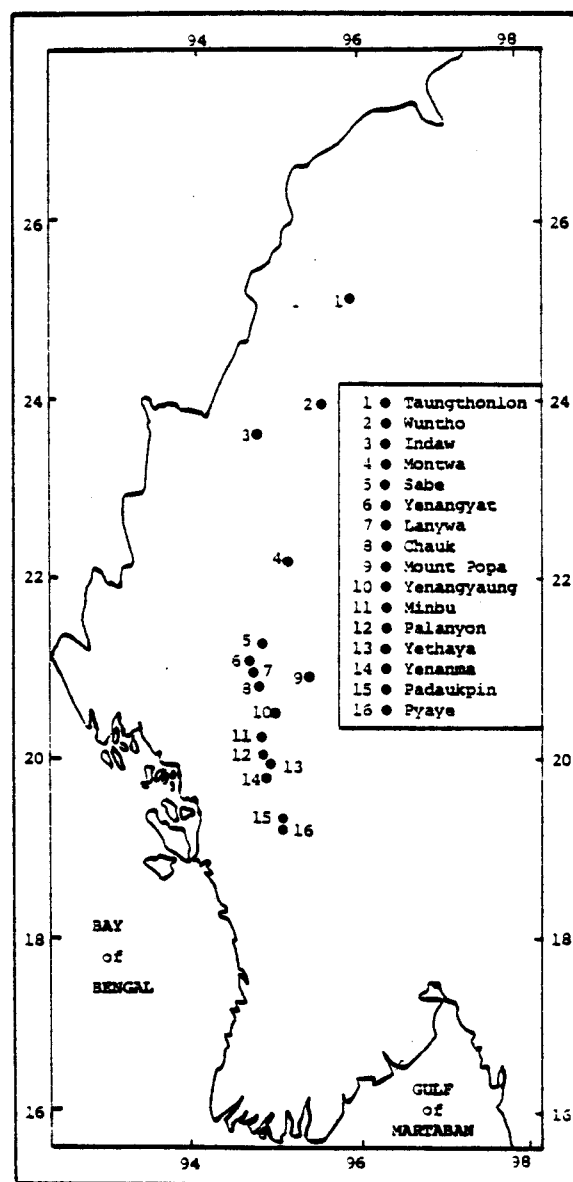 94 96 98
26 26
1
24 2 24
3
1 ● Taungthonlon
2 ● Wuntho
3 ● Indaw
4 ● Montwa
5 ● Sabe
6 ● Yenangyat
7 ● Lanywa
8 ● Chauk
9 ● Mount Popa
10 ● Yenangyaung
11 ● Minbu
12 ● Palanyon
13 ● Yethaya
14 ● Yenanma
15 ● Padaukpin
16 ● Pyaye
4
22 22
5
6
7
8
9
10
11
20 12 20
13
14
15
16
18 18
BAY
of
BENGAL
16 16
GULF
of
MARTABAN
94 96 98